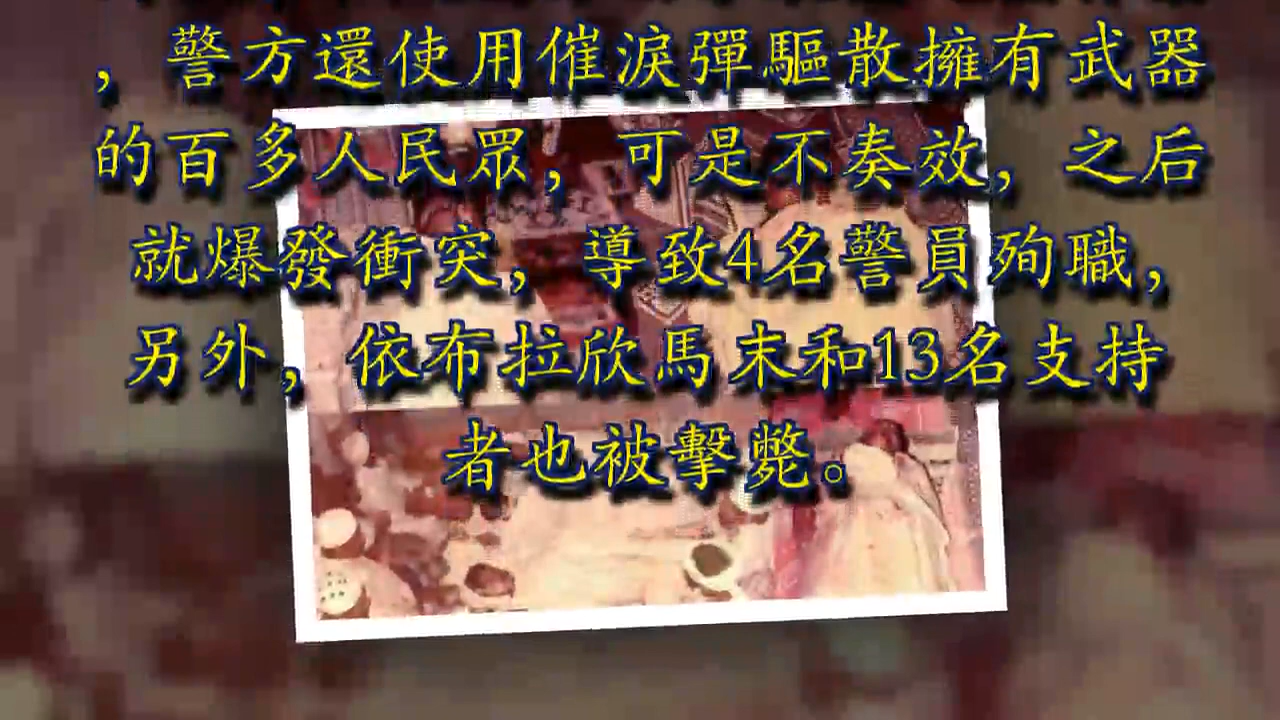 ，警方還使用催淚彈驅散擁有武器
的百多人民眾，可是不奏效，之后
就爆發衝突，導致4名警員殉職，
另外，依布拉欣馬末和13名支持
者也被擊斃。